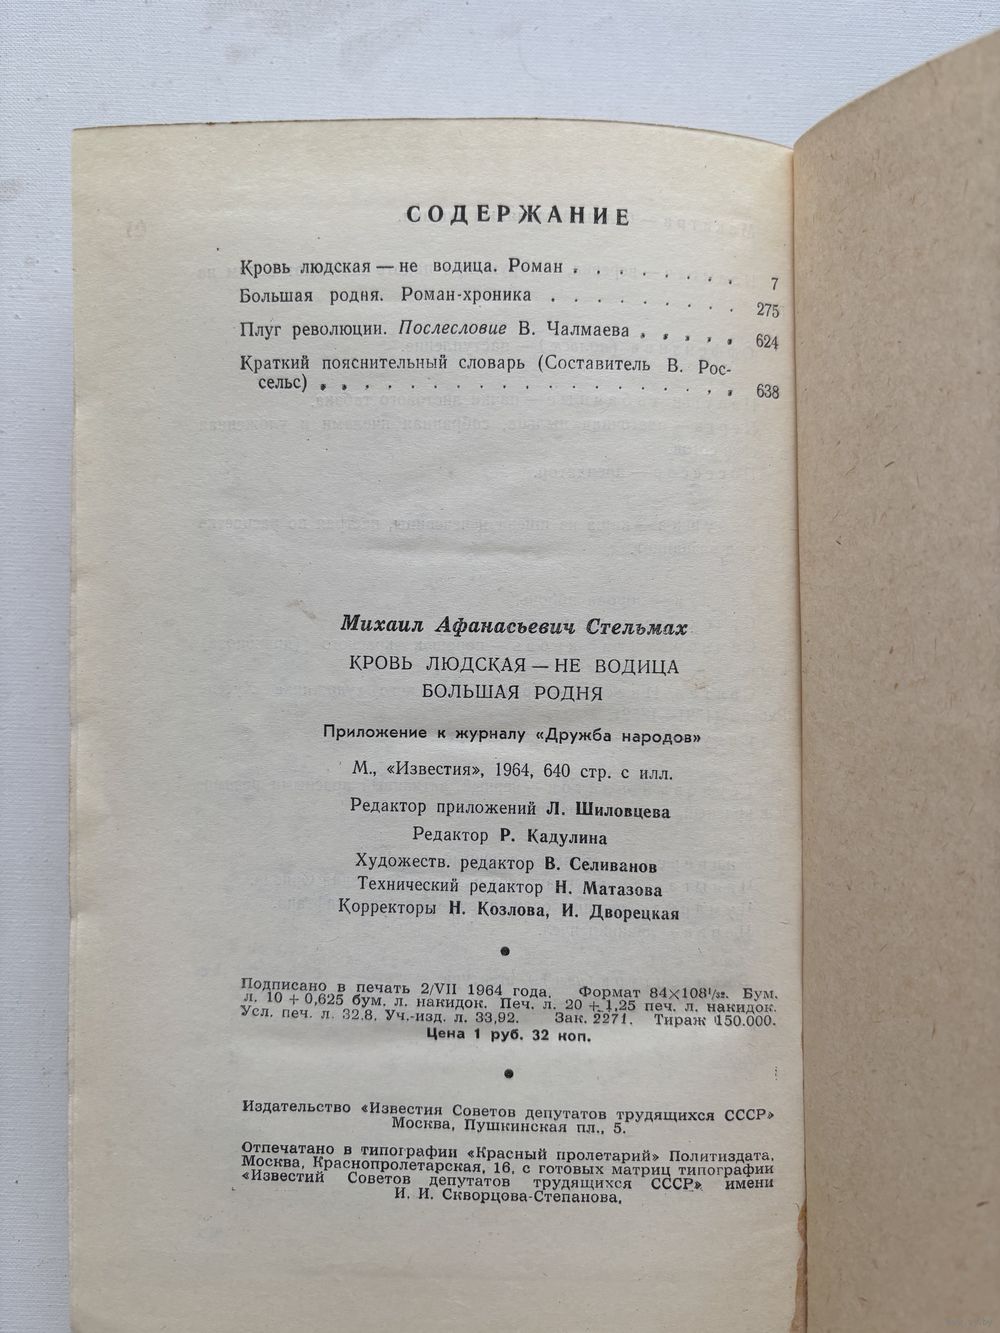 СОДЕРЖАНИЕ
Кровь людская — не водица. Роман . . . . . . . . 7
Большая родня. Роман-хроника . . . . . . . . . 275
Плуг революции. Послесловие В. Чалмаева . . . . . 624
Краткий пояснительный словарь (Составитель В. Рос-
сельс) . . . . . . . . . . . . . . . . . . . 638
Михаил Афанасьевич Стельмах
КРОВЬ ЛЮДСКАЯ — НЕ ВОДИЦА
БОЛЬШАЯ РОДНЯ
Приложение к журналу «Дружба народов»
М., «Известия», 1964, 640 стр. с илл.
Редактор приложений Л. Шиловцева
Редактор Р. Кадулина
Художеств. редактор В. Селиванов
Технический редактор Н. Матазова
Корректоры Н. Козлова, И. Дворецкая
Подписано в печать 2/VII 1964 года. Формат 84×108¹/₃₂. Бум.
л. 10 + 0,625 бум. л. накидок. Печ. л. 20 + 1,25 печ. л. накидок.
Усл. печ. л. 32.8. Уч.-изд. л. 33,92. Зак. 2271. Тираж 150.000.
Цена 1 руб. 32 коп.
Издательство «Известия Советов депутатов трудящихся СССР»
Москва, Пушкинская пл., 5.
Отпечатано в типографии «Красный пролетарий» Политиздата,
Москва, Краснопролетарская, 16, с готовых матриц типографии
«Известий Советов депутатов трудящихся СССР» имени
И. И. Скворцова-Степанова.